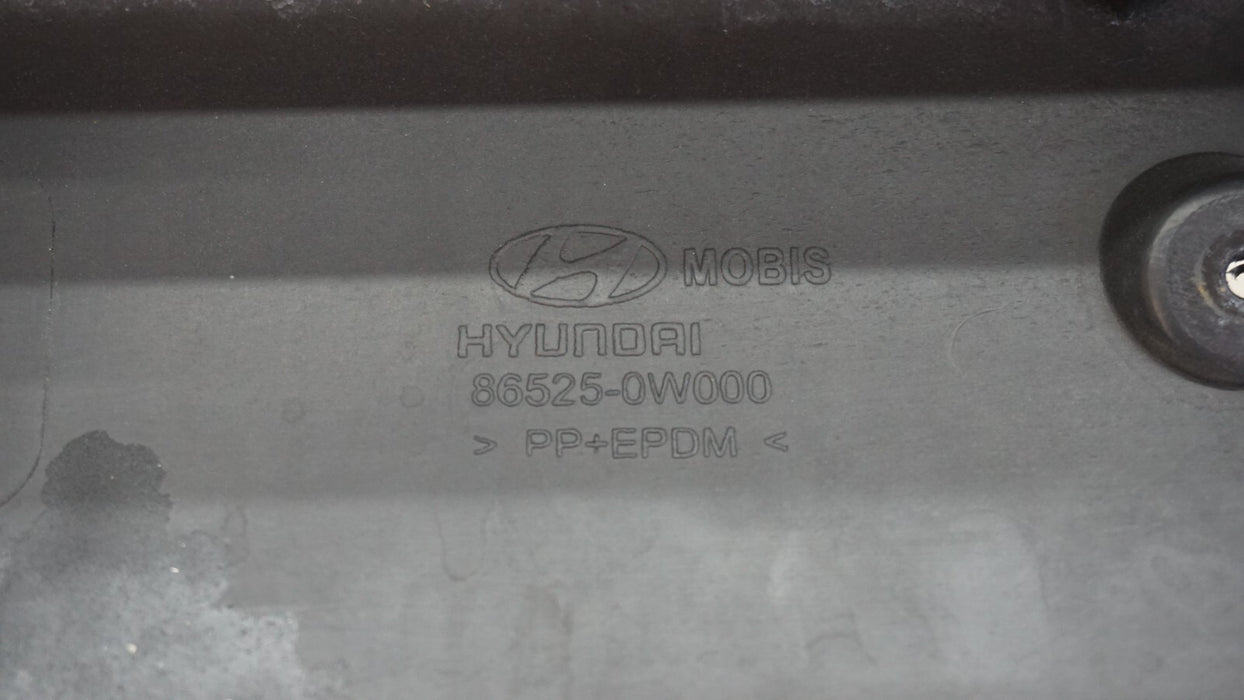 MOBIS
HYUNDAI
86525-0W000
> PP+EPDM <